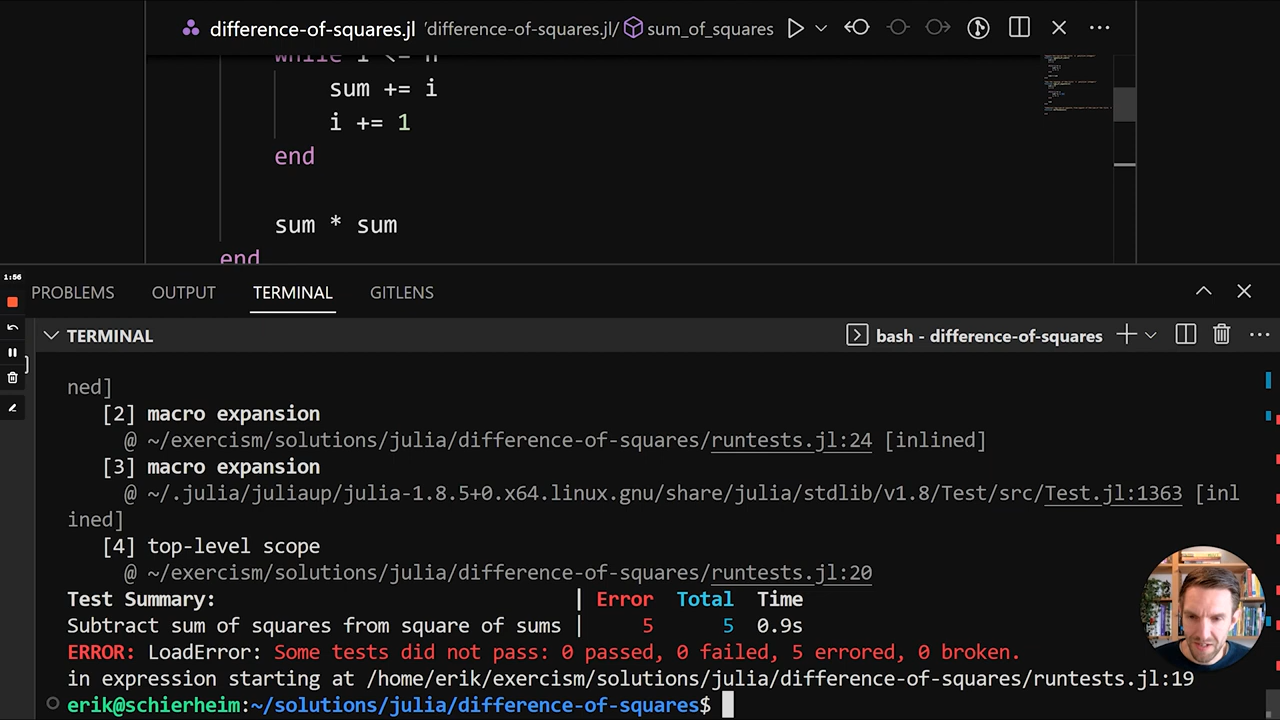 difference-of-squares.jl 'difference-of-squares.jl/ sum_of_squares
while i <= n
sum += i
i += 1
end
sum * sum
end
1:56
PROBLEMS OUTPUT TERMINAL GITLENS
TERMINAL bash - difference-of-squares
ned]
[2] macro expansion
@ ~/exercism/solutions/julia/difference-of-squares/runtests.jl:24 [inlined]
[3] macro expansion
@ ~/.julia/juliaup/julia-1.8.5+0.x64.linux.gnu/share/julia/stdlib/v1.8/Test/src/Test.jl:1363 [inl
ined]
[4] top-level scope
@ ~/exercism/solutions/julia/difference-of-squares/runtests.jl:20
Test Summary: | Error Total Time
Subtract sum of squares from square of sums | 5 5 0.9s
ERROR: LoadError: Some tests did not pass: 0 passed, 0 failed, 5 errored, 0 broken.
in expression starting at /home/erik/exercism/solutions/julia/difference-of-squares/runtests.jl:19
erik@schierheim:~/solutions/julia/difference-of-squares$